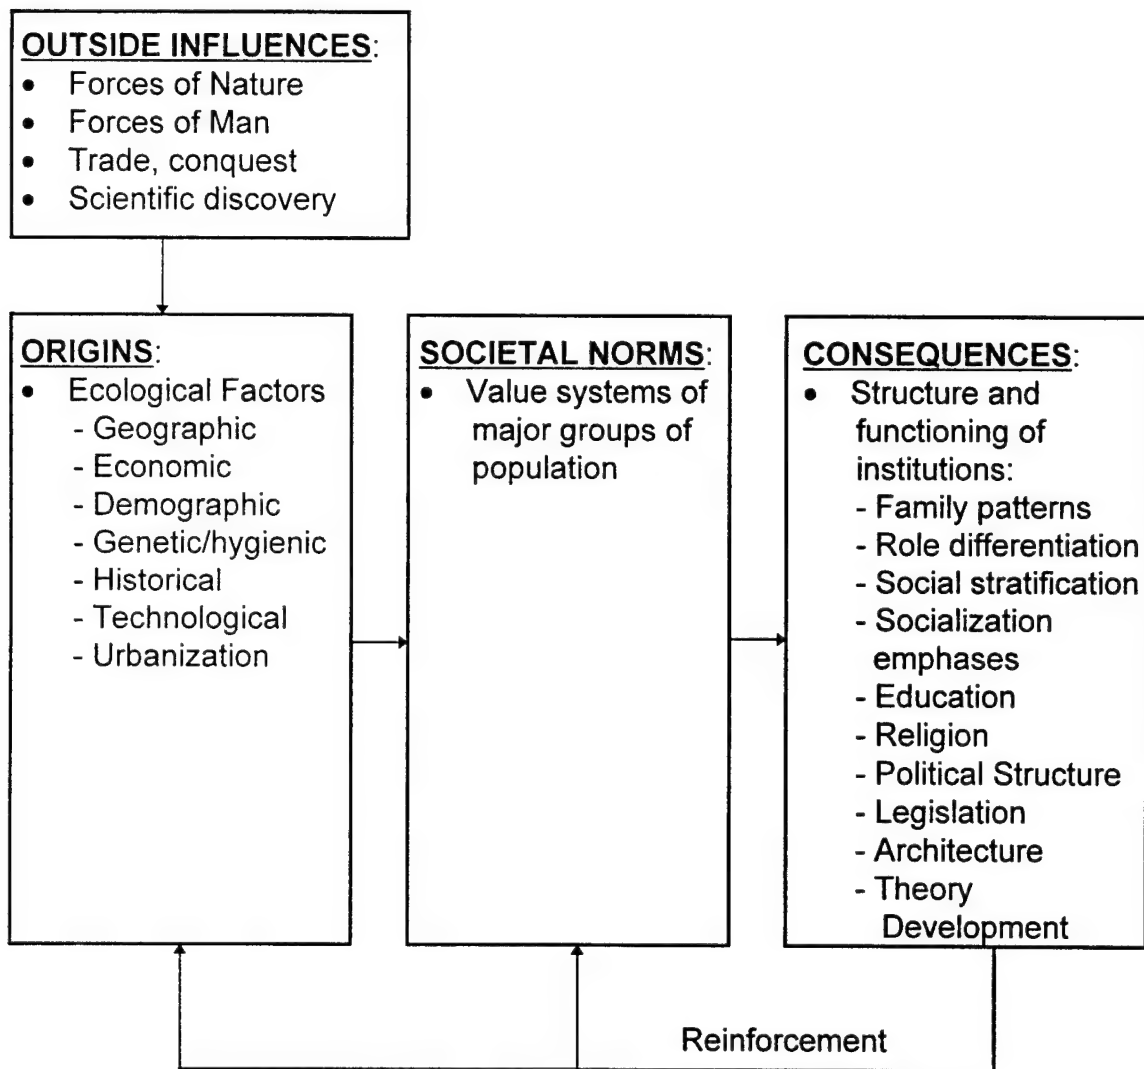 OUTSIDE INFLUENCES:
• Forces of Nature
• Forces of Man
• Trade, conquest
• Scientific discovery
ORIGINS:
• Ecological Factors
- Geographic
- Economic
- Demographic
- Genetic/hygienic
- Historical
- Technological
- Urbanization
SOCIETAL NORMS:
• Value systems of
major groups of
population
CONSEQUENCES:
• Structure and
functioning of
institutions:
- Family patterns
- Role differentiation
- Social stratification
- Socialization
emphases
- Education
- Religion
- Political Structure
- Legislation
- Architecture
- Theory
Development
Reinforcement